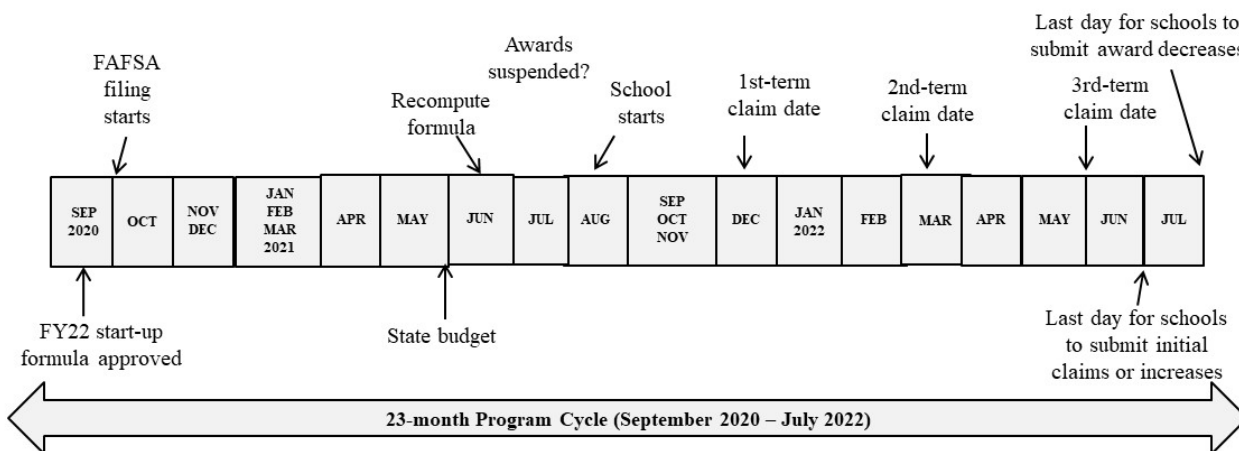 Last day for schools to
submit award decreases
Awards
suspended?
FAFSA
filing
starts
Recompute
formula
School
starts
1st-term
claim date
2nd-term
claim date
3rd-term
claim date
SEP
2020
OCT
NOV
DEC
JAN
FEB
MAR
2021
APR
MAY
JUN
JUL
AUG
SEP
OCT
NOV
DEC
JAN
2022
FEB
MAR
APR
MAY
JUN
JUL
FY22 start-up
formula approved
State budget
Last day for schools
to submit initial
claims or increases
23-month Program Cycle (September 2020 – July 2022)